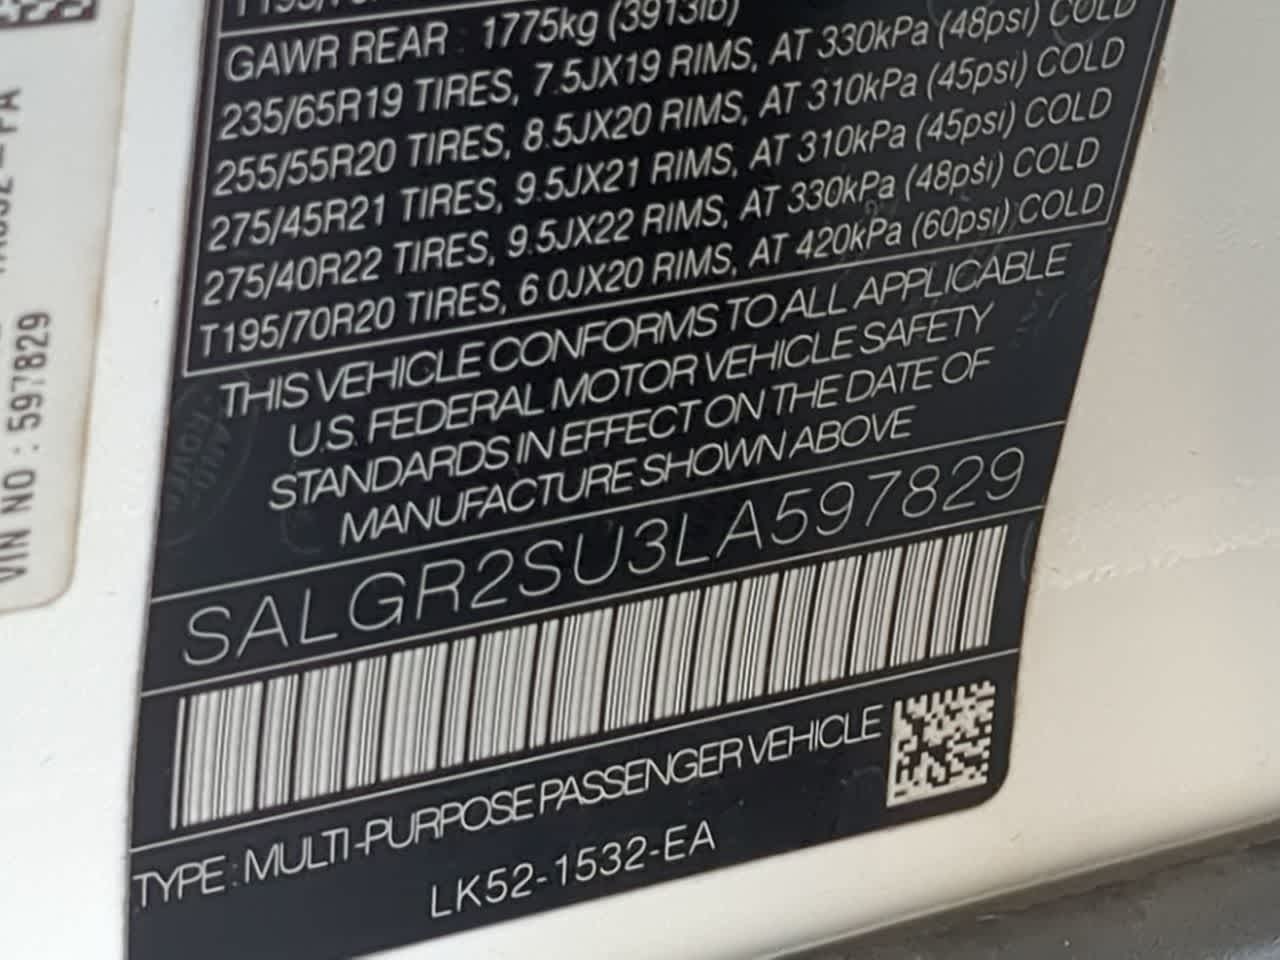 GAWR REAR : 1775kg (3913lb)
235/65R19 TIRES, 7.5JX19 RIMS, AT 330kPa (48psi) COLD
255/55R20 TIRES, 8.5JX20 RIMS, AT 310kPa (45psi) COLD
275/45R21 TIRES, 9.5JX21 RIMS, AT 310kPa (45psi) COLD
275/40R22 TIRES, 9.5JX22 RIMS, AT 330kPa (48psi) COLD
T195/70R20 TIRES, 6.0JX20 RIMS, AT 420kPa (60psi) COLD
THIS VEHICLE CONFORMS TO ALL APPLICABLE
U.S. FEDERAL MOTOR VEHICLE SAFETY
STANDARDS IN EFFECT ON THE DATE OF
MANUFACTURE SHOWN ABOVE
SALGR2SU3LA597829
TYPE: MULTI-PURPOSE PASSENGER VEHICLE
LK52-1532-EA
VIN NO : 597829